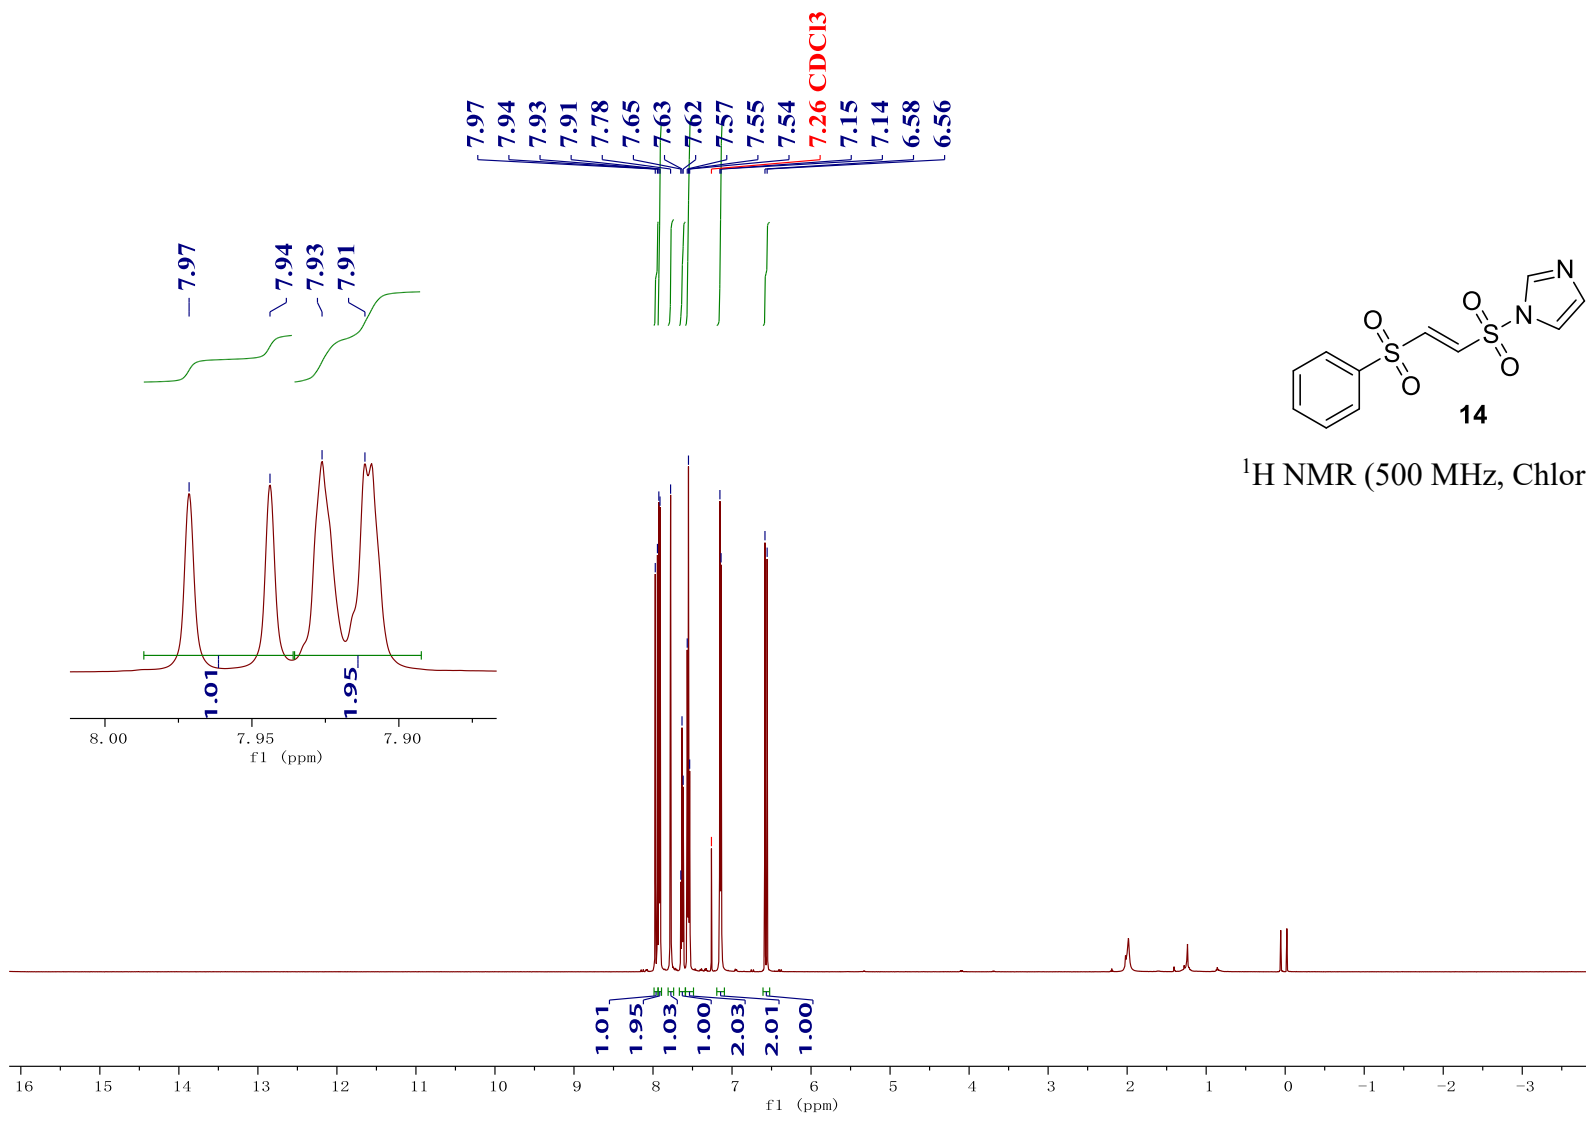 7.97 7.94 7.93 7.91 7.78 7.65 7.63 7.62 7.57 7.55 7.54 7.26 CDCl3 7.15 7.14 6.58 6.56
7.97 7.94 7.93 7.91
1.01 1.95
8.00 7.95 7.90
f1 (ppm)
O O N N
S S
O O
14
1H NMR (500 MHz, Chlor
1.01 1.95 1.03 1.00 2.03 2.01 1.00
16 15 14 13 12 11 10 9 8 7 6 5 4 3 2 1 0 -1 -2 -3
f1 (ppm)